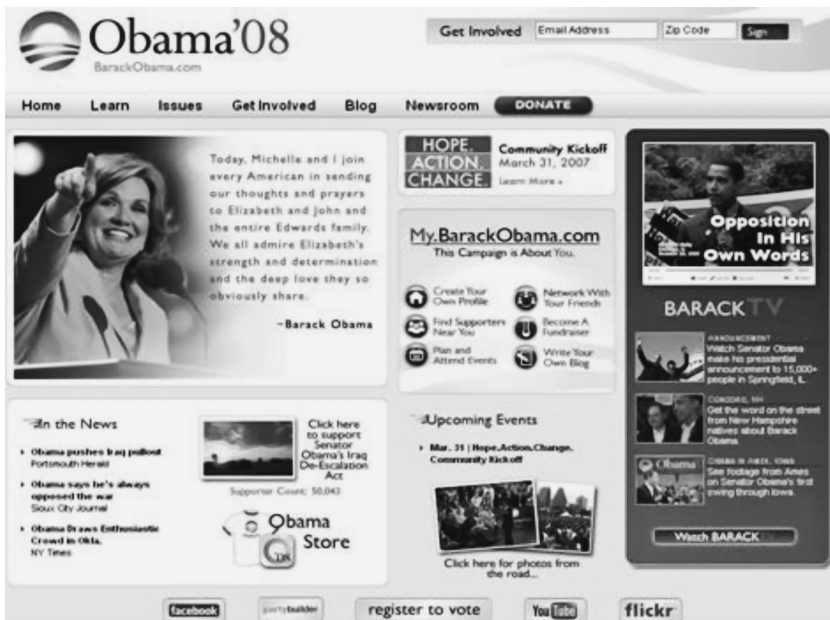 Obama'08
BarackObama.com
Get Involved
Email Address
Zip Code
Sign
Home
Learn
Issues
Get Involved
Blog
Newsroom
DONATE
Today, Michelle and I join
every American in sending
our thoughts and prayers
to Elizabeth and John and
the entire Edwards family.
We all admire Elizabeth's
strength and determination
and the deep love they so
obviously share.
~Barack Obama
HOPE.
ACTION.
CHANGE.
Community Kickoff
March 31, 2007
Learn More
My.BarackObama.com
This Campaign is About You.
Create Your
Own Profile
Find Supporters
Near You
Plan and
Attend Events
Network With
Your Friends
Become A
Fundraiser
Write Your
Own Blog
Opposition
In His
Own Words
BARACKTV
ANNOUNCEMENT
Watch Senator Obama
make his presidential
announcement to 15,000+
people in Springfield, IL.
CONCORD, NH
Get the word on the street
from New Hampshire
natives about Barack
Obama.
OBAMA IN AMES, IOWA
See footage from Ames
on Senator Obama's first
swing through Iowa.
Watch BARACKTV
In the News
Obama pushes Iraq pullout
Portsmouth Herald
Obama says he's always
opposed the war
Sioux City Journal
Obama Draws Enthusiastic
Crowd in Okla.
NY Times
Click here
to support
Senator
Obama's Iraq
De-Escalation
Act
Supporter Count: 50,043
Obama
Store
Upcoming Events
Mar. 31 | Hope.Action.Change.
Community Kickoff
Click here for photos from
the road...
facebook
partybuilder
register to vote
YouTube
flickr